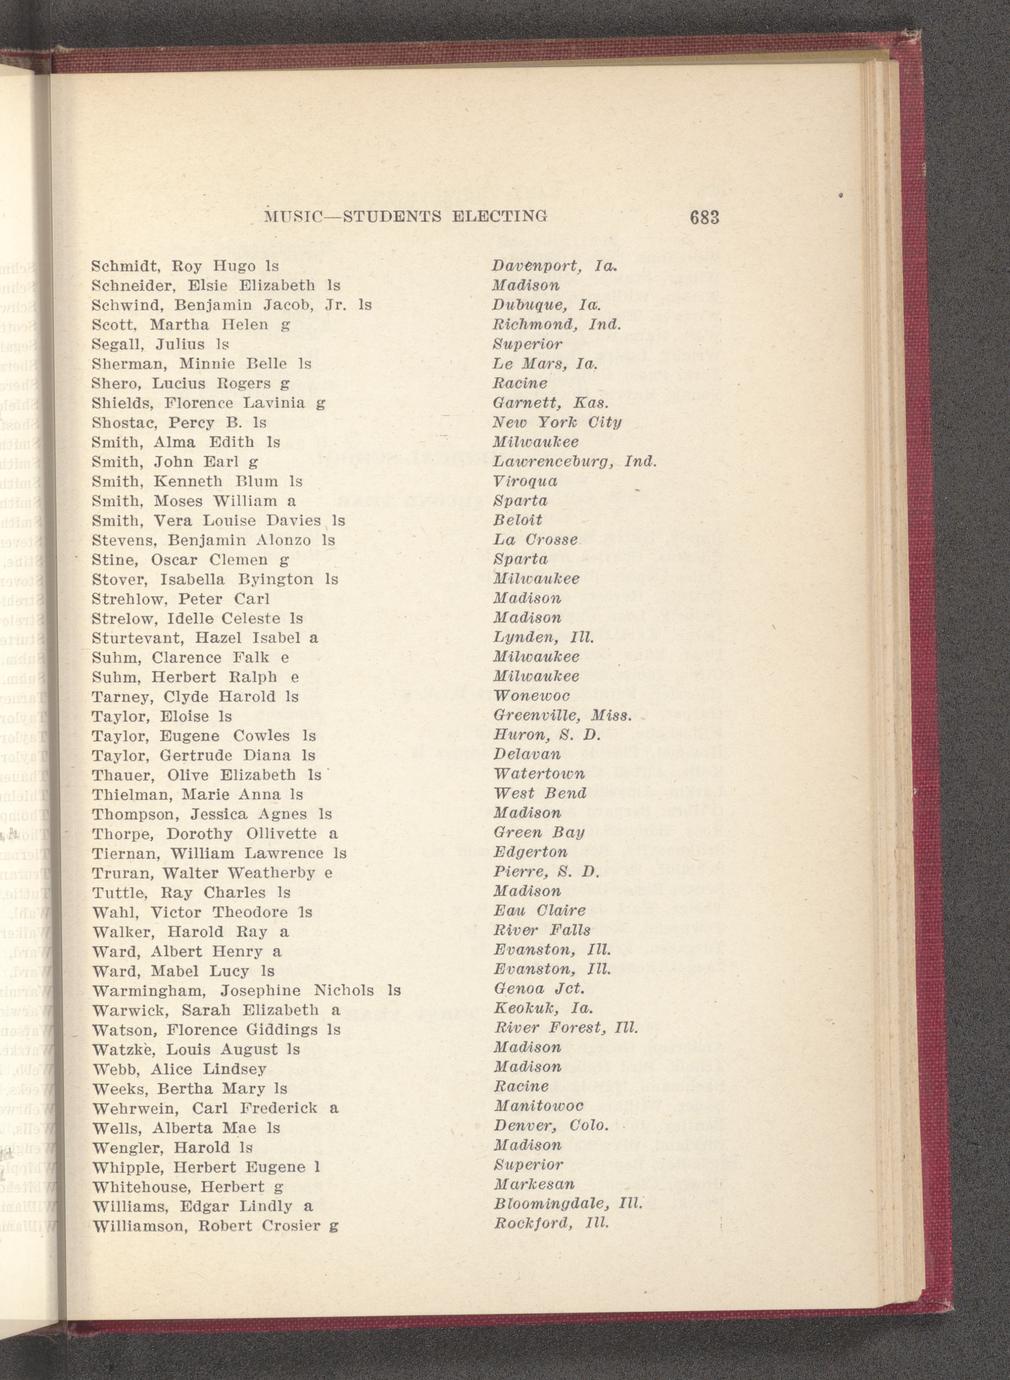 MUSIC—STUDENTS ELECTING 683
Schmidt, Roy Hugo ls Davenport, Ia.
Schneider, Elsie Elizabeth ls Madison
Schwind, Benjamin Jacob, Jr. ls Dubuque, Ia.
Scott, Martha Helen g Richmond, Ind.
Segall, Julius ls Superior
Sherman, Minnie Belle ls Le Mars, Ia.
Shero, Lucius Rogers g Racine
Shields, Florence Lavinia g Garnett, Kas.
Shostac, Percy B. ls New York City
Smith, Alma Edith ls Milwaukee
Smith, John Earl g Lawrenceburg, Ind.
Smith, Kenneth Blum ls Viroqua
Smith, Moses William a Sparta
Smith, Vera Louise Davies ls Beloit
Stevens, Benjamin Alonzo ls La Crosse
Stine, Oscar Clemen g Sparta
Stover, Isabella Byington ls Milwaukee
Strehlow, Peter Carl Madison
Strelow, Idelle Celeste ls Madison
Sturtevant, Hazel Isabel a Lynden, Ill.
Suhm, Clarence Falk e Milwaukee
Suhm, Herbert Ralph e Milwaukee
Tarney, Clyde Harold ls Wonewoc
Taylor, Eloise ls Greenville, Miss.
Taylor, Eugene Cowles ls Huron, S. D.
Taylor, Gertrude Diana ls Delavan
Thauer, Olive Elizabeth ls Watertown
Thielman, Marie Anna ls West Bend
Thompson, Jessica Agnes ls Madison
Thorpe, Dorothy Ollivette a Green Bay
Tiernan, William Lawrence ls Edgerton
Truran, Walter Weatherby e Pierre, S. D.
Tuttle, Ray Charles ls Madison
Wahl, Victor Theodore ls Eau Claire
Walker, Harold Ray a River Falls
Ward, Albert Henry a Evanston, Ill.
Ward, Mabel Lucy ls Evanston, Ill.
Warmingham, Josephine Nichols ls Genoa Jct.
Warwick, Sarah Elizabeth a Keokuk, Ia.
Watson, Florence Giddings ls River Forest, Ill.
Watzke, Louis August ls Madison
Webb, Alice Lindsey Madison
Weeks, Bertha Mary ls Racine
Wehrwein, Carl Frederick a Manitowoc
Wells, Alberta Mae ls Denver, Colo.
Wengler, Harold ls Madison
Whipple, Herbert Eugene l Superior
Whitehouse, Herbert g Markesan
Williams, Edgar Lindly a Bloomingdale, Ill.
Williamson, Robert Crosier g Rockford, Ill.